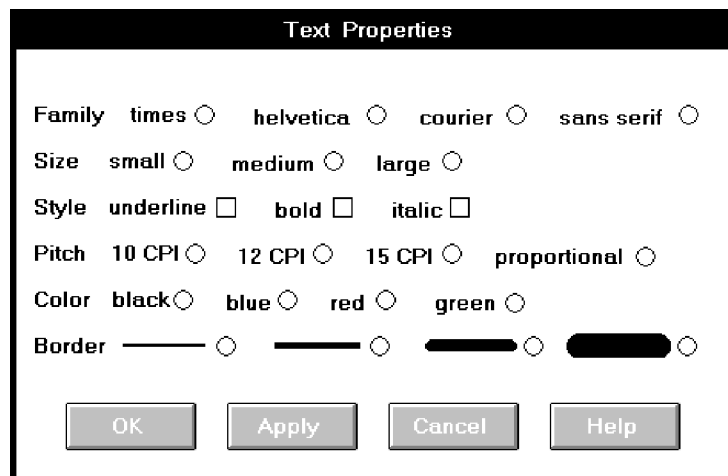 Text Properties
Family times helvetica courier sans serif
Size small medium large
Style underline bold italic
Pitch 10 CPI 12 CPI 15 CPI proportional
Color black blue red green
Border
OK Apply Cancel Help